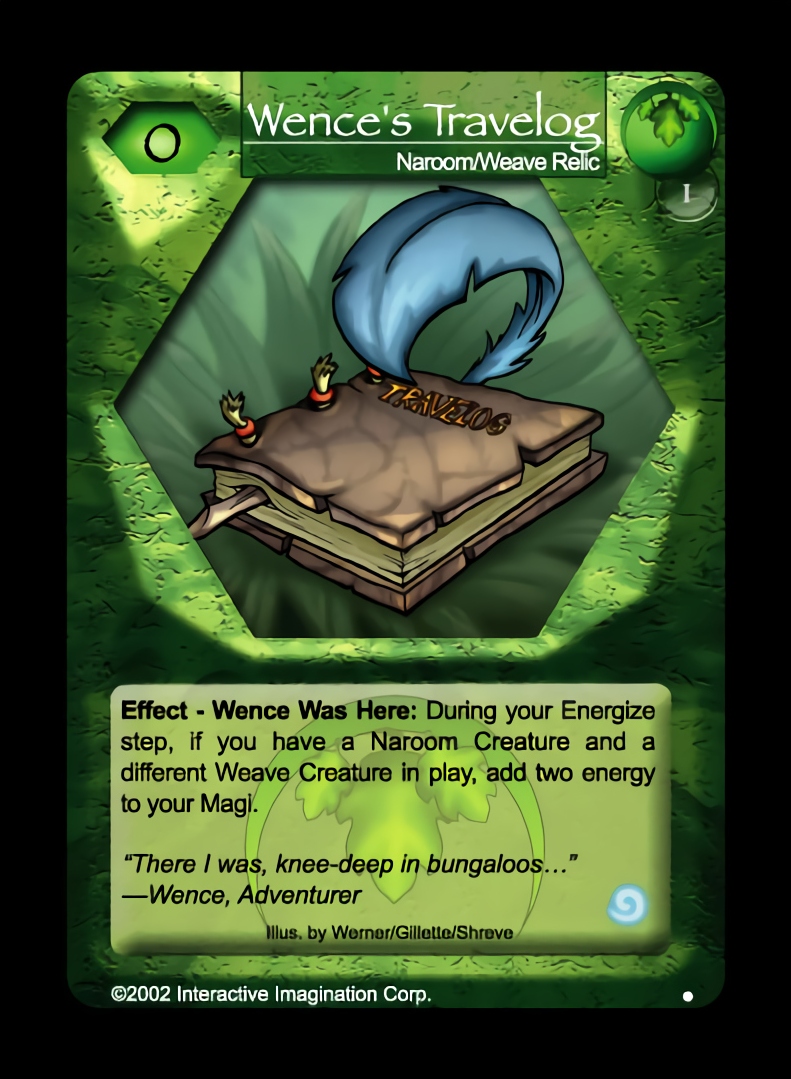 0
Wence's Travelog
Naroom/Weave Relic
I
TRAVELOG
Effect - Wence Was Here: During your Energize
step, if you have a Naroom Creature and a
different Weave Creature in play, add two energy
to your Magi.
“There I was, knee-deep in bungaloos…”
—Wence, Adventurer
Illus. by Werner/Gillette/Shreve
©2002 Interactive Imagination Corp.